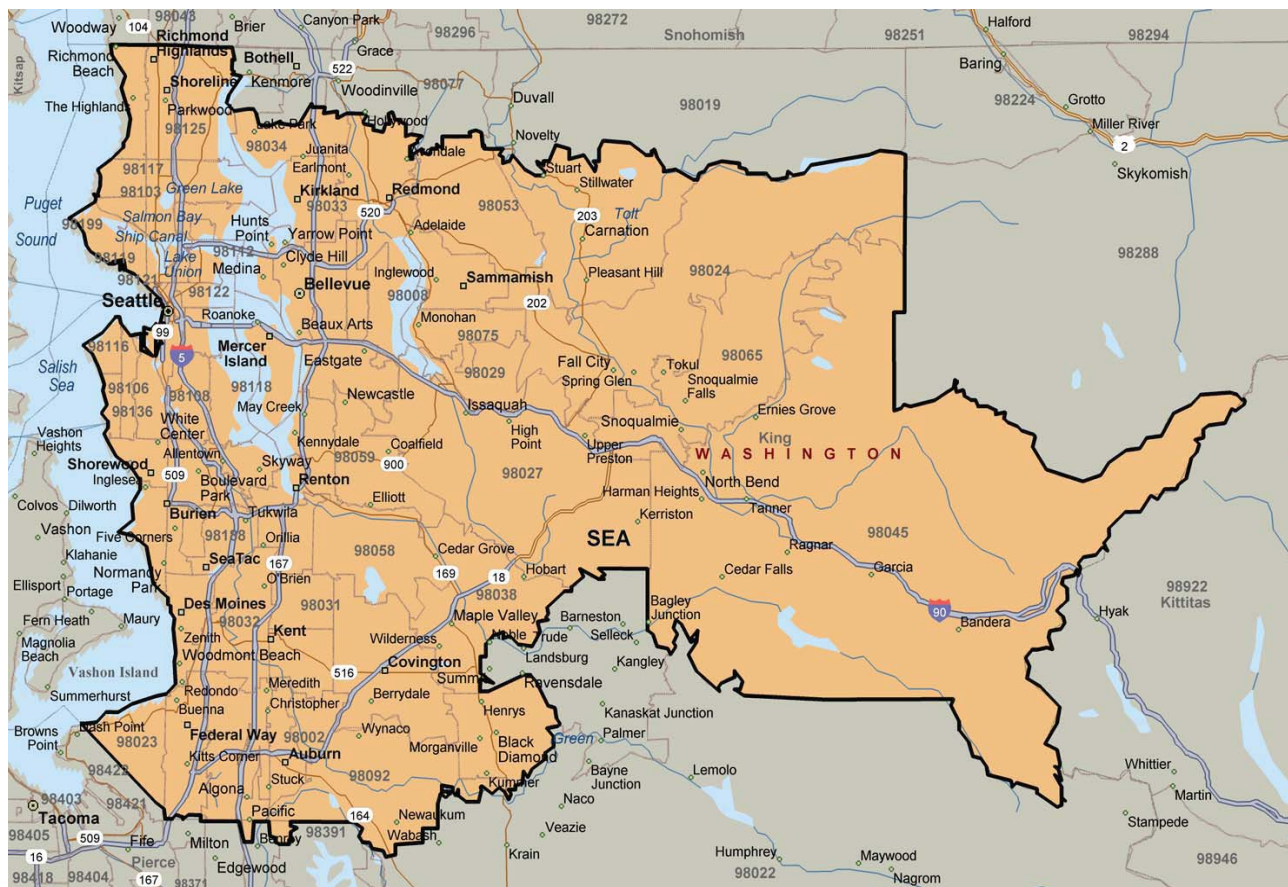 98043
Brier
Canyon Park
98272
Halford
Woodway
104
Richmond
Highlands
98296
Snohomish
98251
98294
Grace
Richmond
Beach
Bothell
522
Baring
Kitsap
Kenmore
98077
Shoreline
Woodinville
98224
The Highlands
Parkwood
Duvall
98019
Grotto
Hollywood
98125
Lake Park
Miller River
98034
Novelty
2
Juanita
Avondale
98117
Earlmont
Stuart
Skykomish
98103
Green Lake
Kirkland
Redmond
Stillwater
Puget
Sound
98033
98053
203
Tolt
98199
Salmon Bay
Hunts
Point
520
Adelaide
Carnation
Ship Canal
Yarrow Point
98288
98119
Lake
Union
98112
Clyde Hill
98121
Medina
Inglewood
Pleasant Hill
98024
Bellevue
Sammamish
98122
98008
Seattle
202
Roanoke
Beaux Arts
Monohan
99
Mercer
Island
98075
98116
5
Eastgate
Fall City
98065
Salish
Sea
Tokul
98029
Spring Glen
Snoqualmie
Falls
98106
98118
98108
Newcastle
98136
May Creek
Issaquah
Ernies Grove
White
Center
High
Point
Snoqualmie
Vashon
Heights
Kennydale
Coalfield
Upper
Preston
King
Allentown
98059
WASHINGTON
Shorewood
Skyway
900
98027
Inglesea
509
Boulevard
Park
Renton
North Bend
Colvos
Dilworth
Elliott
Harman Heights
Burien
Tanner
Tukwila
Kerriston
Vashon
Five Corners
98188
Orillia
SEA
98045
Klahanie
98058
Cedar Grove
Ragnar
Normandy
Park
SeaTac
167
169
18
Hobart
Cedar Falls
Garcia
Ellisport
O'Brien
98922
Portage
98038
Kittitas
Des Moines
98031
Bagley
Junction
90
Hyak
Fern Heath
Maury
98032
Maple Valley
Barneston
Bandera
Zenith
Kent
Wilderness
Noble
Trude
Selleck
Magnolia
Beach
Woodmont Beach
Landsburg
Vashon Island
516
Covington
Kangley
Summit
Ravensdale
Summerhurst
Redondo
Meredith
Berrydale
Buenna
Christopher
Henrys
Kanaskat Junction
Browns
Point
Dash Point
98023
Federal Way
98002
Wynaco
Morganville
Black
Diamond
Green
Palmer
Kitts Corner
Auburn
98422
Stuck
98092
Kummer
Bayne
Junction
Lemolo
Whittier
Algona
Martin
98403
98421
Tacoma
Pacific
164
Newaukum
Naco
Stampede
98405
509
Milton
98391
Wabash
Veazie
Fife
Benroy
16
Pierce
Edgewood
Krain
Humphrey
Maywood
98946
98418
98404
167
98371
98022
Nagrom